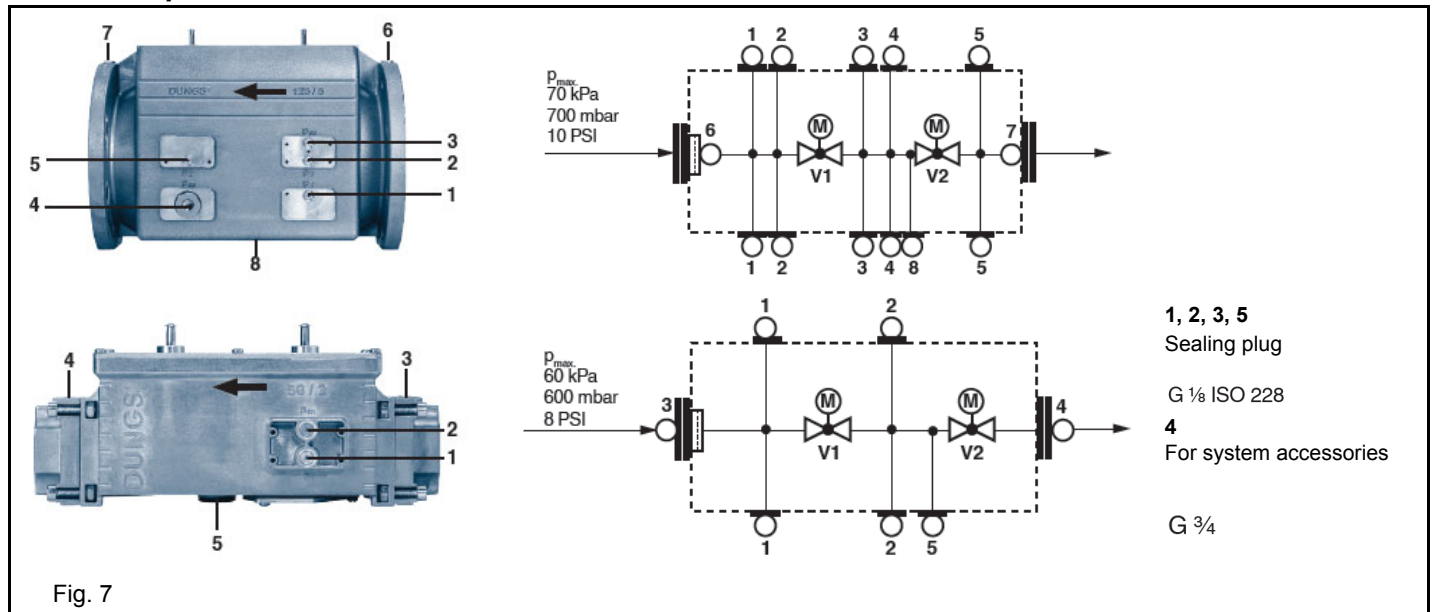 7
6
DUNGS
125 / 5
3
2
5
1
4
8
1 2 3 4 5
pmax.
70 kPa
700 mbar
10 PSI
6 M M 7
V1 V2
1 2 3 4 8 5
4
3
50 / 2
DUNGS
2
1
5
1 2
pmax.
60 kPa
600 mbar
8 PSI
3 M M 4
V1 V2
1 2 5
1, 2, 3, 5
Sealing plug
G ⅛ ISO 228
4
For system accessories
G ¾
Fig. 7